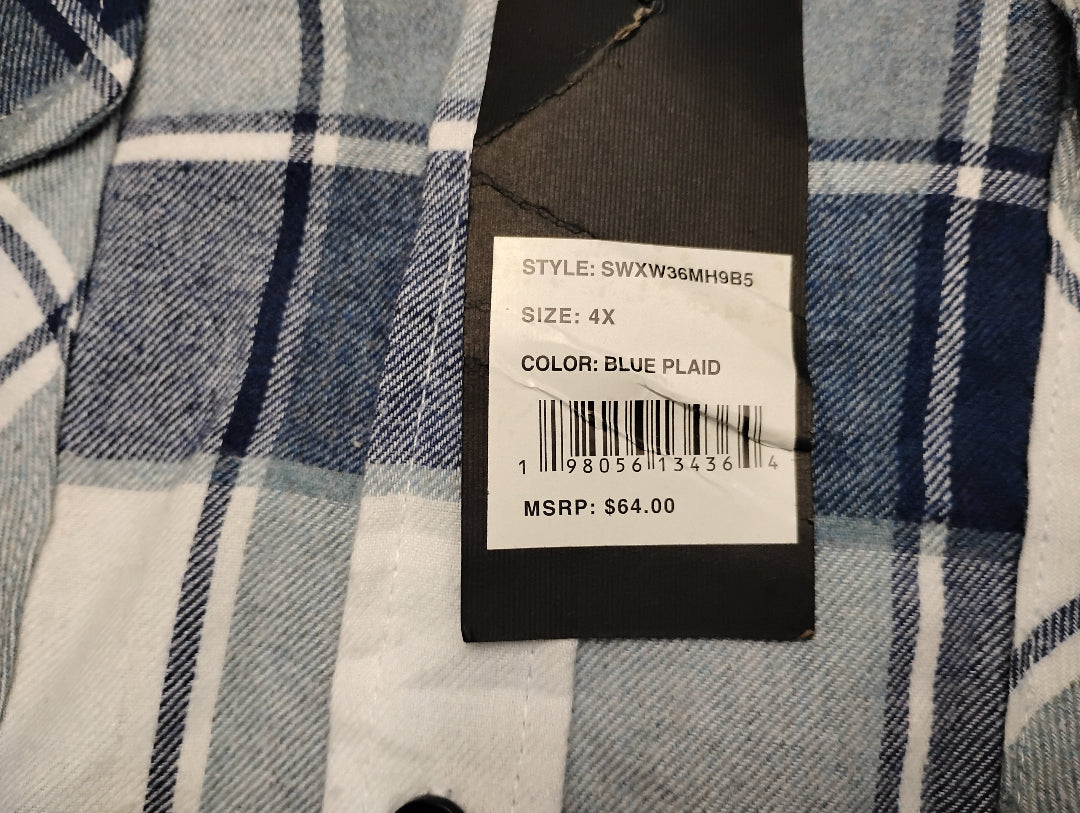 STYLE: SWXW36MH9B5
SIZE: 4X
COLOR: BLUE PLAID
1 98056 13436 4
MSRP: $64.00